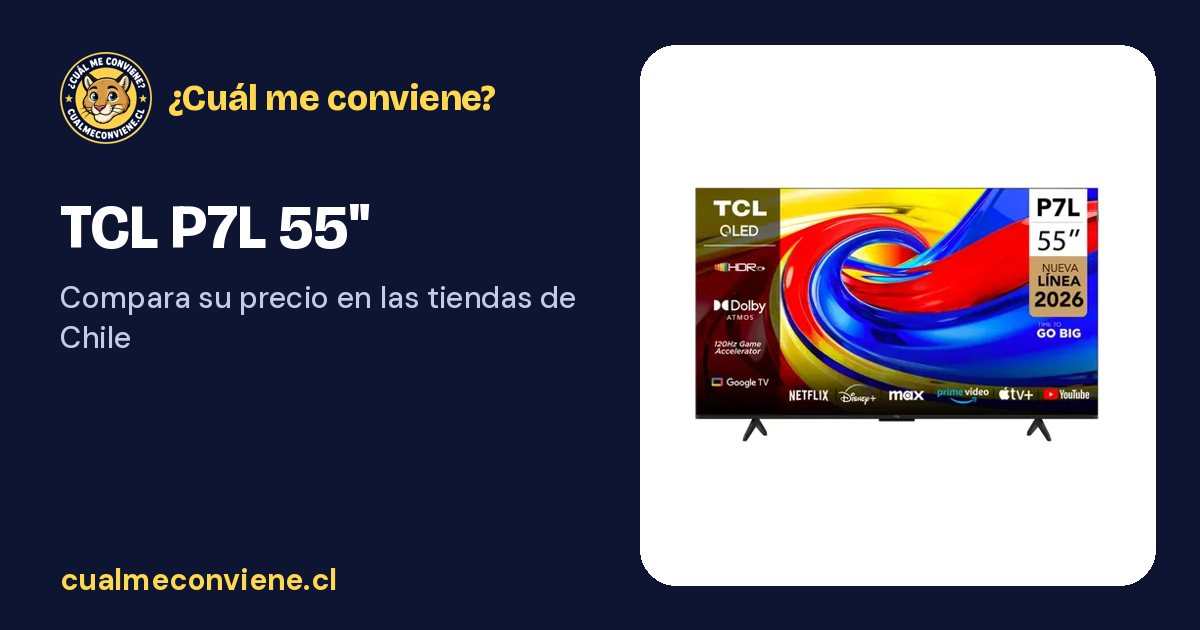 ¿CUÁL ME CONVIENE?
CUALMECONVIENE.CL
¿Cuál me conviene?
TCL P7L 55"
Compara su precio en las tiendas de
Chile
cualmeconviene.cl
TCL
QLED
HDR10+
Dolby
ATMOS
120Hz Game
Accelerator
Google TV
P7L
55”
NUEVA
LÍNEA
2026
TIME TO
GO BIG
NETFLIX Disney+ max prime video tv+ YouTube